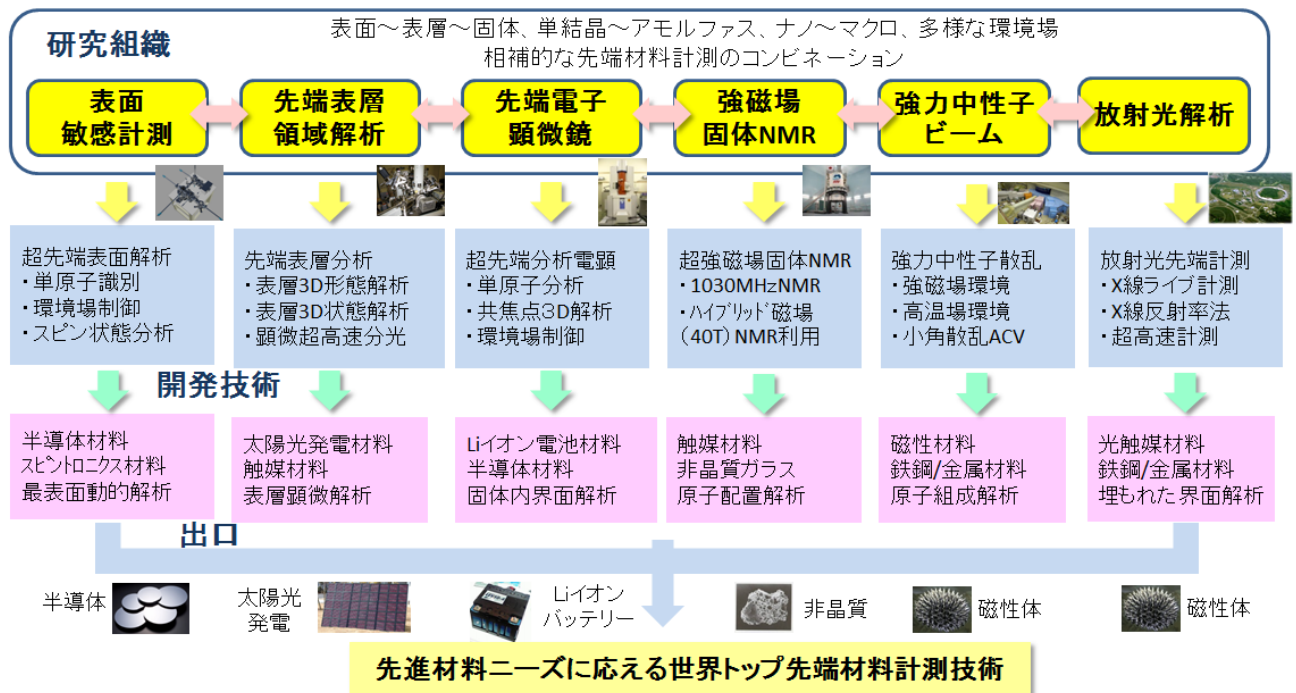 研究組織
表面～表層～固体、単結晶～アモルファス、ナノ～マクロ、多様な環境場
相補的な先端材料計測のコンビネーション
表面
敏感計測
先端表層
領域解析
先端電子
顕微鏡
強磁場
固体NMR
強力中性子
ビーム
放射光解析
超先端表面解析
・単原子識別
・環境場制御
・スピン状態分析
先端表層分析
・表層3D形態解析
・表層3D状態解析
・顕微超高速分光
超先端分析電顕
・単原子分析
・共焦点3D解析
・環境場制御
超強磁場固体NMR
・1030MHzNMR
・ﾊｲﾌﾞﾘｯﾄﾞ磁場
(40T)NMR利用
強力中性子散乱
・強磁場環境
・高温場環境
・小角散乱ACV
放射光先端計測
・X線ライブ計測
・X線反射率法
・超高速計測
開発技術
半導体材料
ｽﾋﾟﾝﾄﾛﾆｸｽ材料
最表面動的解析
太陽光発電材料
触媒材料
表層顕微解析
Liイオン電池材料
半導体材料
固体内界面解析
触媒材料
非晶質ガラス
原子配置解析
磁性材料
鉄鋼/金属材料
原子組成解析
光触媒材料
鉄鋼/金属材料
埋もれた界面解析
出口
半導体
太陽光
発電
Liイオン
バッテリー
非晶質
磁性体
磁性体
先進材料ニーズに応える世界トップ先端材料計測技術